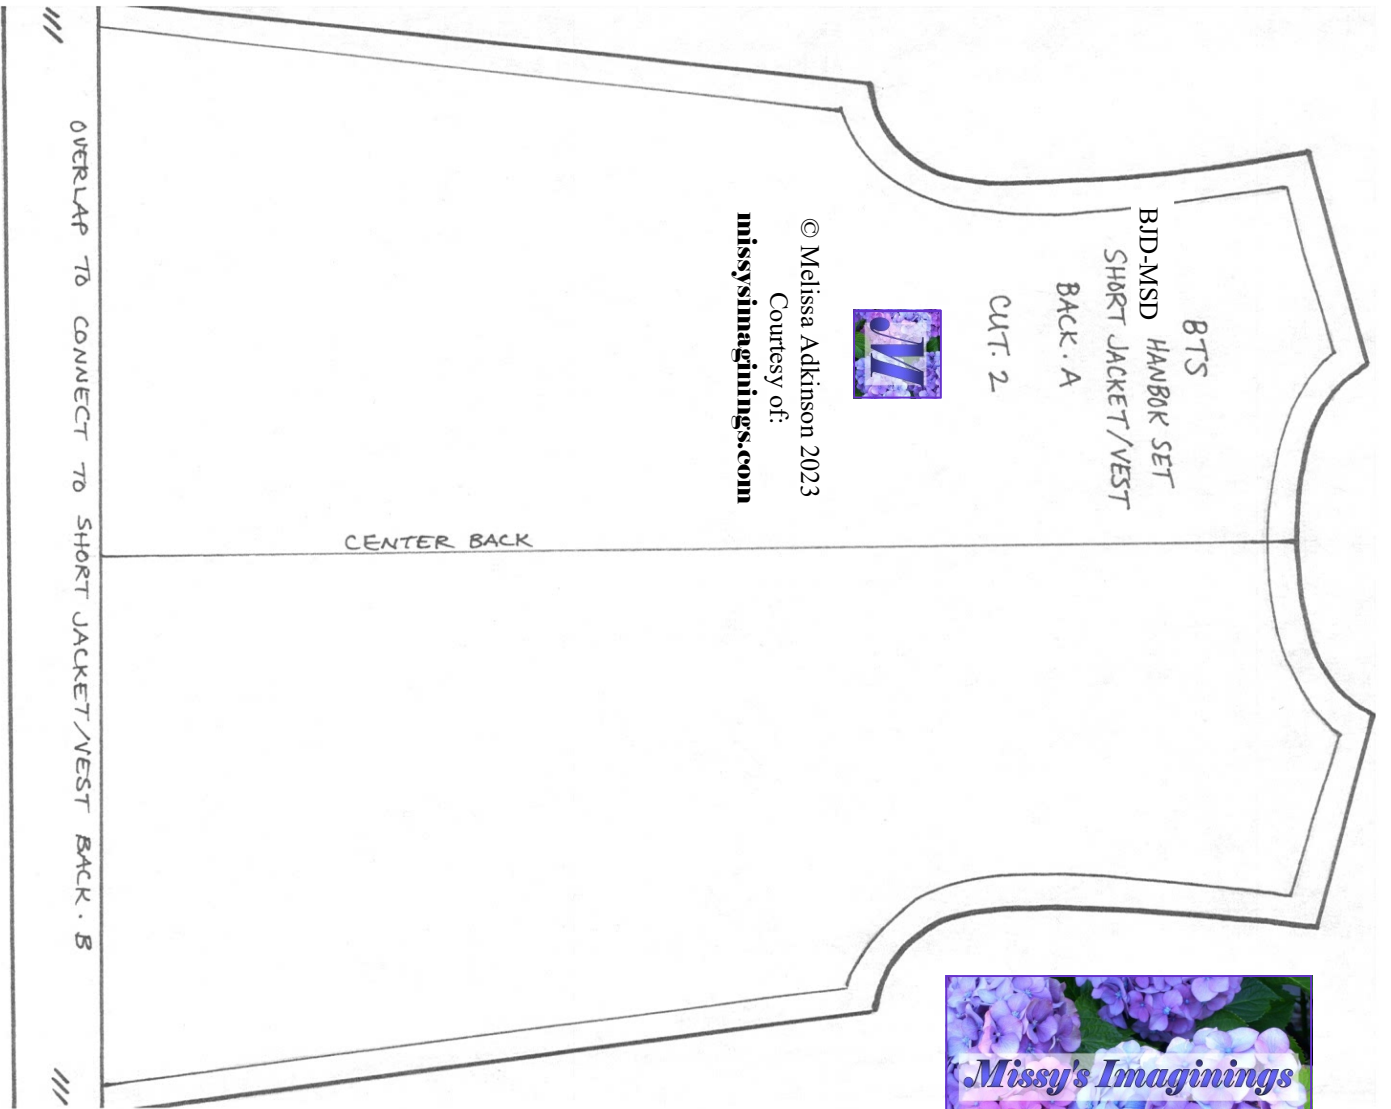 BTS
BJD-MSD HANBOK SET
SHORT JACKET/VEST
BACK . A
CUT. 2
M
© Melissa Adkinson 2023
Courtesy of:
missysimaginings.com
CENTER BACK
OVERLAP TO CONNECT TO SHORT JACKET/VEST BACK . B
Missy's Imaginings